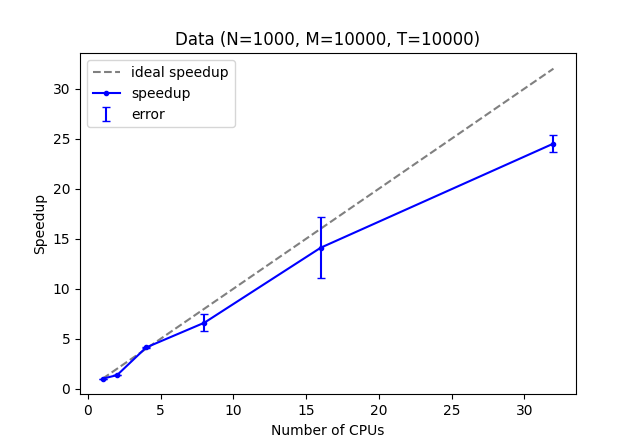 Data (N=1000, M=10000, T=10000)
ideal speedup
speedup
error
30
25
20
15
10
5
0
Speedup
0 5 10 15 20 25 30
Number of CPUs